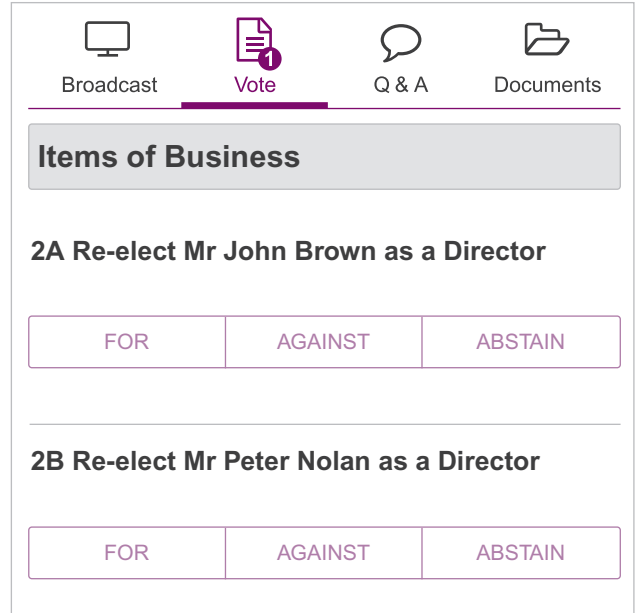 1
Broadcast Vote Q & A Documents
Items of Business
2A Re-elect Mr John Brown as a Director
FOR AGAINST ABSTAIN
2B Re-elect Mr Peter Nolan as a Director
FOR AGAINST ABSTAIN